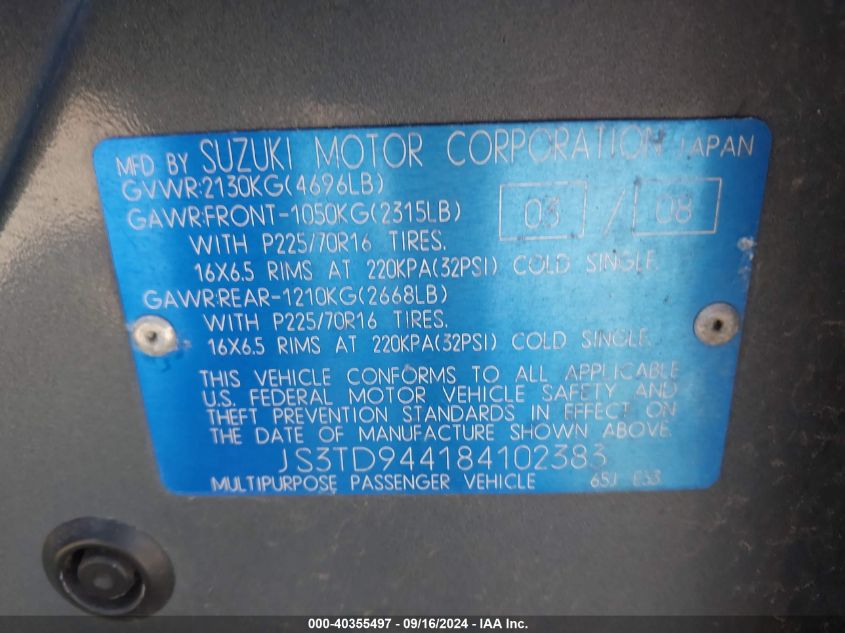 MFD BY SUZUKI MOTOR CORPORATION JAPAN
GVWR:2130KG(4696LB)
GAWR:FRONT-1050KG(2315LB) 03 / 08
WITH P225/70R16 TIRES.
16X6.5 RIMS AT 220KPA(32PSI) COLD SINGLE.
GAWR:REAR-1210KG(2668LB)
WITH P225/70R16 TIRES.
16X6.5 RIMS AT 220KPA(32PSI) COLD SINGLE.
THIS VEHICLE CONFORMS TO ALL APPLICABLE
U.S. FEDERAL MOTOR VEHICLE SAFETY AND
THEFT PREVENTION STANDARDS IN EFFECT ON
THE DATE OF MANUFACTURE SHOWN ABOVE.
JS3TD944184102383
MULTIPURPOSE PASSENGER VEHICLE 65J E33
000-40355497 - 09/16/2024 - IAA Inc.